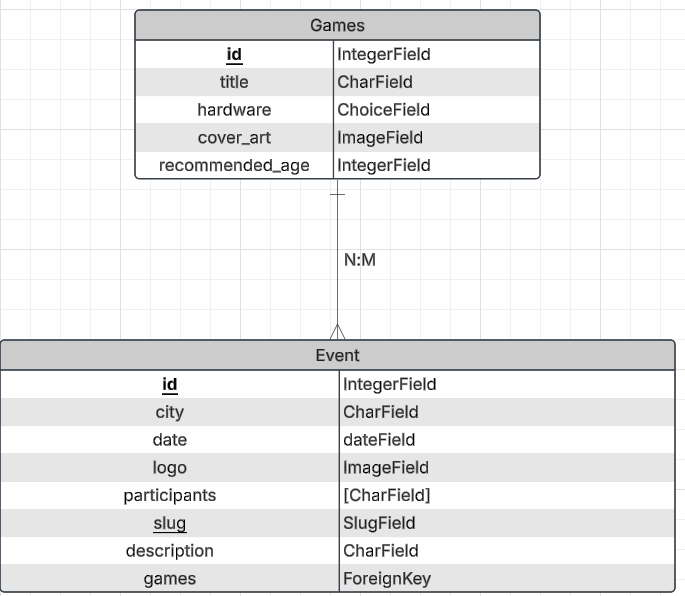 Games
id IntegerField
title CharField
hardware ChoiceField
cover_art ImageField
recommended_age IntegerField
N:M
Event
id IntegerField
city CharField
date dateField
logo ImageField
participants [CharField]
slug SlugField
description CharField
games ForeignKey